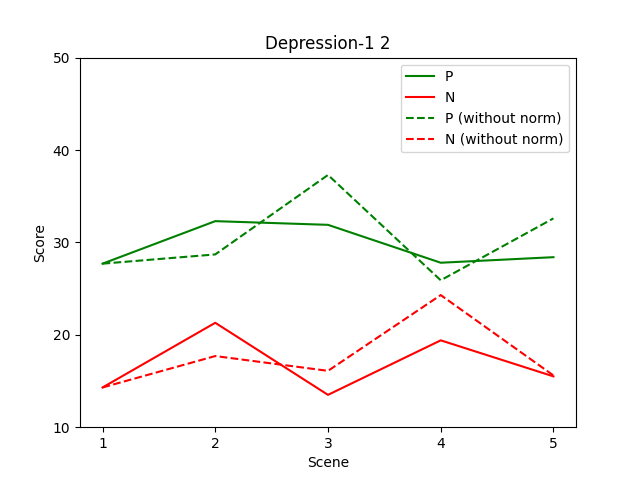 Depression-1 2
50
40
30
20
10
Score
P
N
P (without norm)
N (without norm)
1 2 3 4 5
Scene